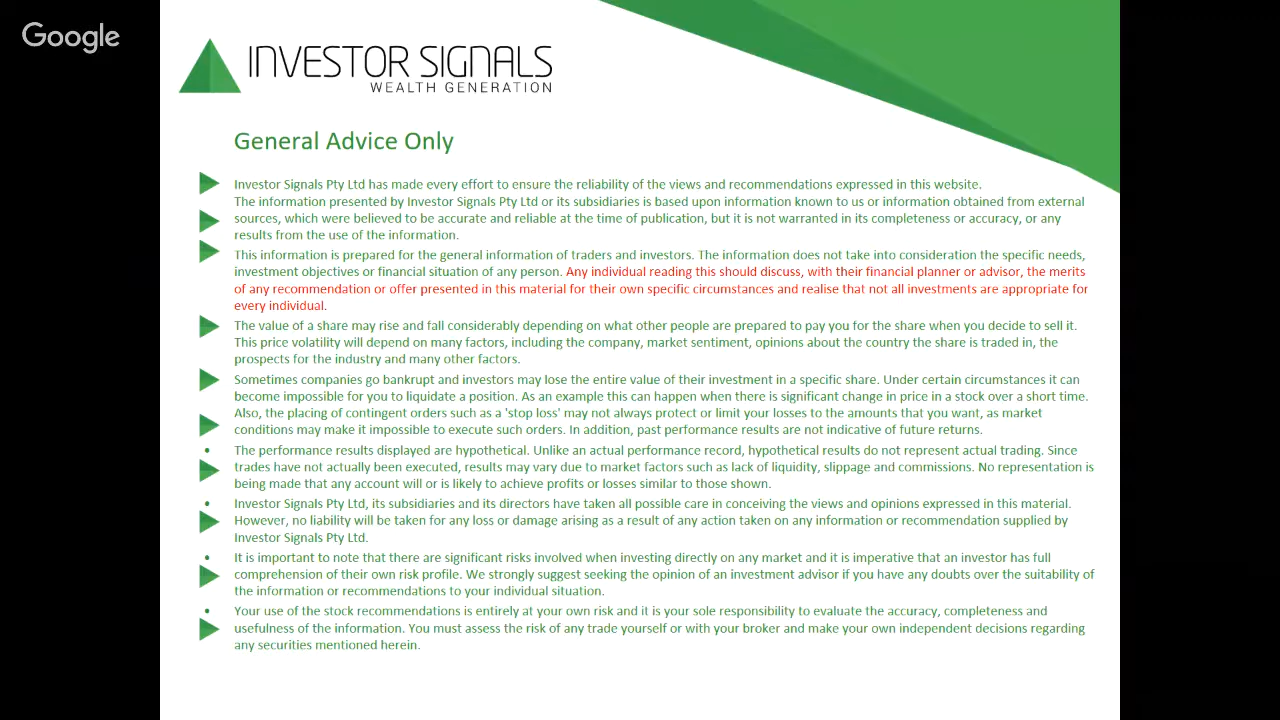 Google
INVESTOR SIGNALS
WEALTH GENERATION
General Advice Only
Investor Signals Pty Ltd has made every effort to ensure the reliability of the views and recommendations expressed in this website.
The information presented by Investor Signals Pty Ltd or its subsidiaries is based upon information known to us or information obtained from external
sources, which were believed to be accurate and reliable at the time of publication, but it is not warranted in its completeness or accuracy, or any
results from the use of the information.
This information is prepared for the general information of traders and investors. The information does not take into consideration the specific needs,
investment objectives or financial situation of any person. Any individual reading this should discuss, with their financial planner or advisor, the merits
of any recommendation or offer presented in this material for their own specific circumstances and realise that not all investments are appropriate for
every individual.
The value of a share may rise and fall considerably depending on what other people are prepared to pay you for the share when you decide to sell it.
This price volatility will depend on many factors, including the company, market sentiment, opinions about the country the share is traded in, the
prospects for the industry and many other factors.
Sometimes companies go bankrupt and investors may lose the entire value of their investment in a specific share. Under certain circumstances it can
become impossible for you to liquidate a position. As an example this can happen when there is significant change in price in a stock over a short time.
Also, the placing of contingent orders such as a 'stop loss' may not always protect or limit your losses to the amounts that you want, as market
conditions may make it impossible to execute such orders. In addition, past performance results are not indicative of future returns.
• The performance results displayed are hypothetical. Unlike an actual performance record, hypothetical results do not represent actual trading. Since
trades have not actually been executed, results may vary due to market factors such as lack of liquidity, slippage and commissions. No representation is
being made that any account will or is likely to achieve profits or losses similar to those shown.
• Investor Signals Pty Ltd, its subsidiaries and its directors have taken all possible care in conceiving the views and opinions expressed in this material.
However, no liability will be taken for any loss or damage arising as a result of any action taken on any information or recommendation supplied by
Investor Signals Pty Ltd.
• It is important to note that there are significant risks involved when investing directly on any market and it is imperative that an investor has full
comprehension of their own risk profile. We strongly suggest seeking the opinion of an investment advisor if you have any doubts over the suitability of
the information or recommendations to your individual situation.
• Your use of the stock recommendations is entirely at your own risk and it is your sole responsibility to evaluate the accuracy, completeness and
usefulness of the information. You must assess the risk of any trade yourself or with your broker and make your own independent decisions regarding
any securities mentioned herein.